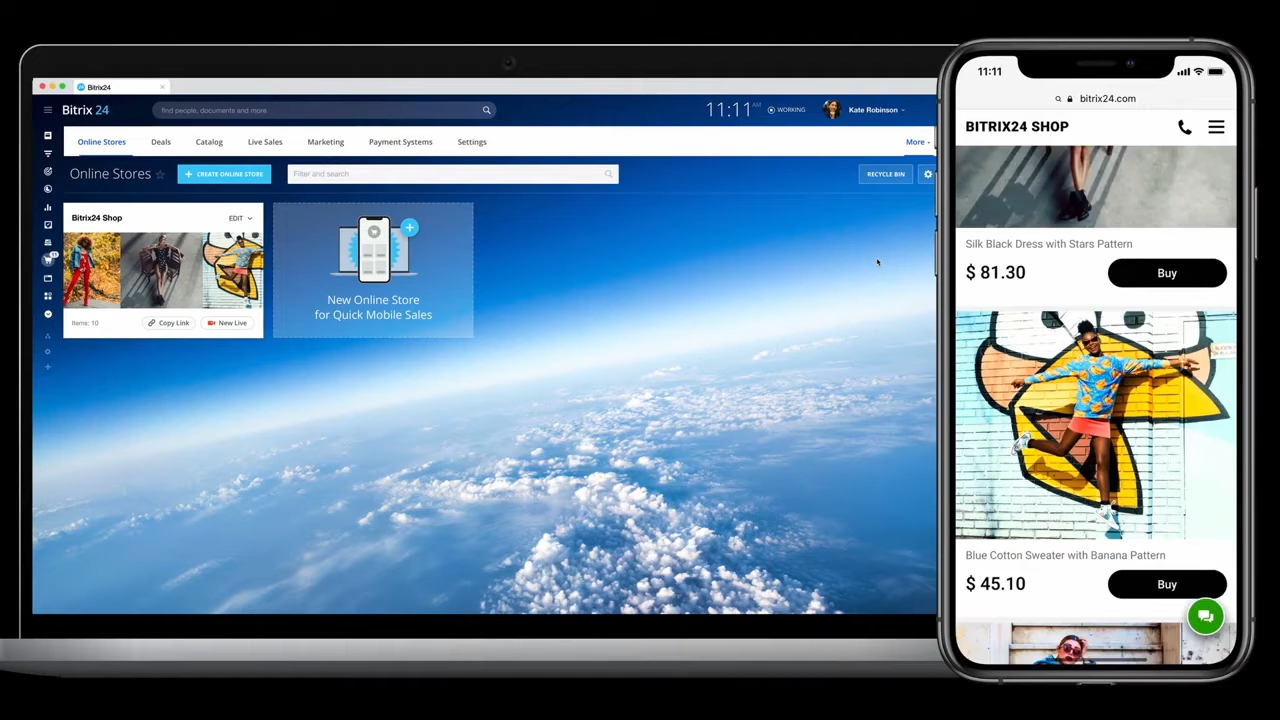 Bitrix24
Bitrix 24
find people, documents and more
11:11 AM
WORKING
Kate Robinson
Online Stores
Deals
Catalog
Live Sales
Marketing
Payment Systems
Settings
More
Online Stores
CREATE ONLINE STORE
Filter and search
RECYCLE BIN
Bitrix24 Shop
EDIT
Items: 10
Copy Link
New Live
New Online Store
for Quick Mobile Sales
11:11
bitrix24.com
BITRIX24 SHOP
Silk Black Dress with Stars Pattern
$ 81.30
Buy
Blue Cotton Sweater with Banana Pattern
$ 45.10
Buy